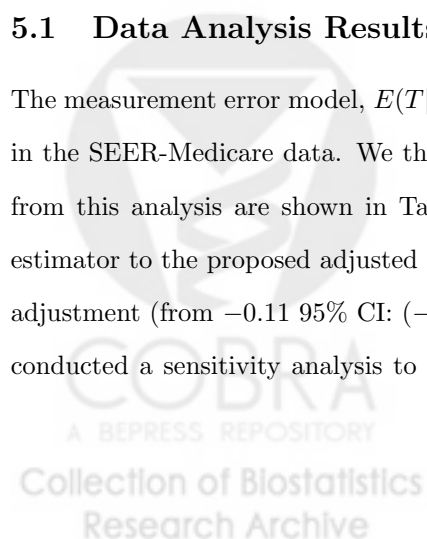 5.1 Data Analysis Results
The measurement error model, E(T|
in the SEER-Medicare data. We th
from this analysis are shown in Ta
estimator to the proposed adjusted
adjustment (from −0.11 95% CI: (−
conducted a sensitivity analysis to
COBRA
A BEPRESS REPOSITORY
Collection of Biostatistics
Research Archive